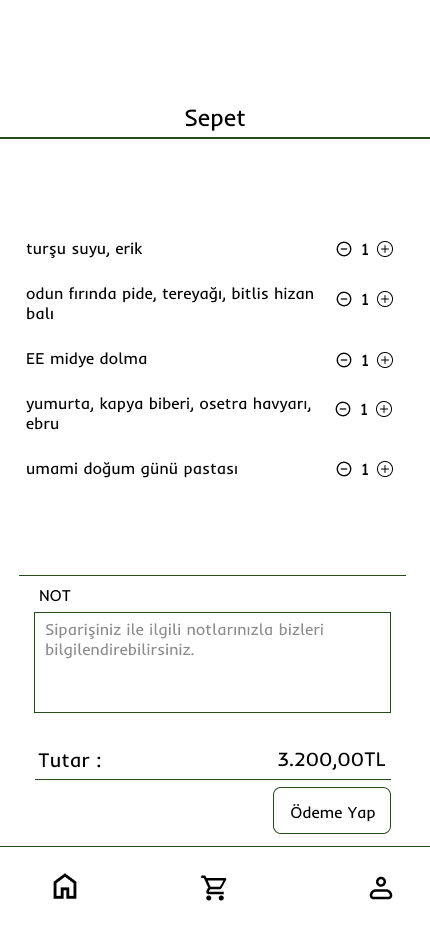 Sepet
turşu suyu, erik
1
odun fırında pide, tereyağı, bitlis hizan
balı
1
EE midye dolma
1
yumurta, kapya biberi, osetra havyarı,
ebru
1
umami doğum günü pastası
1
NOT
Siparişiniz ile ilgili notlarınızla bizleri
bilgilendirebilirsiniz.
Tutar :
3.200,00TL
Ödeme Yap